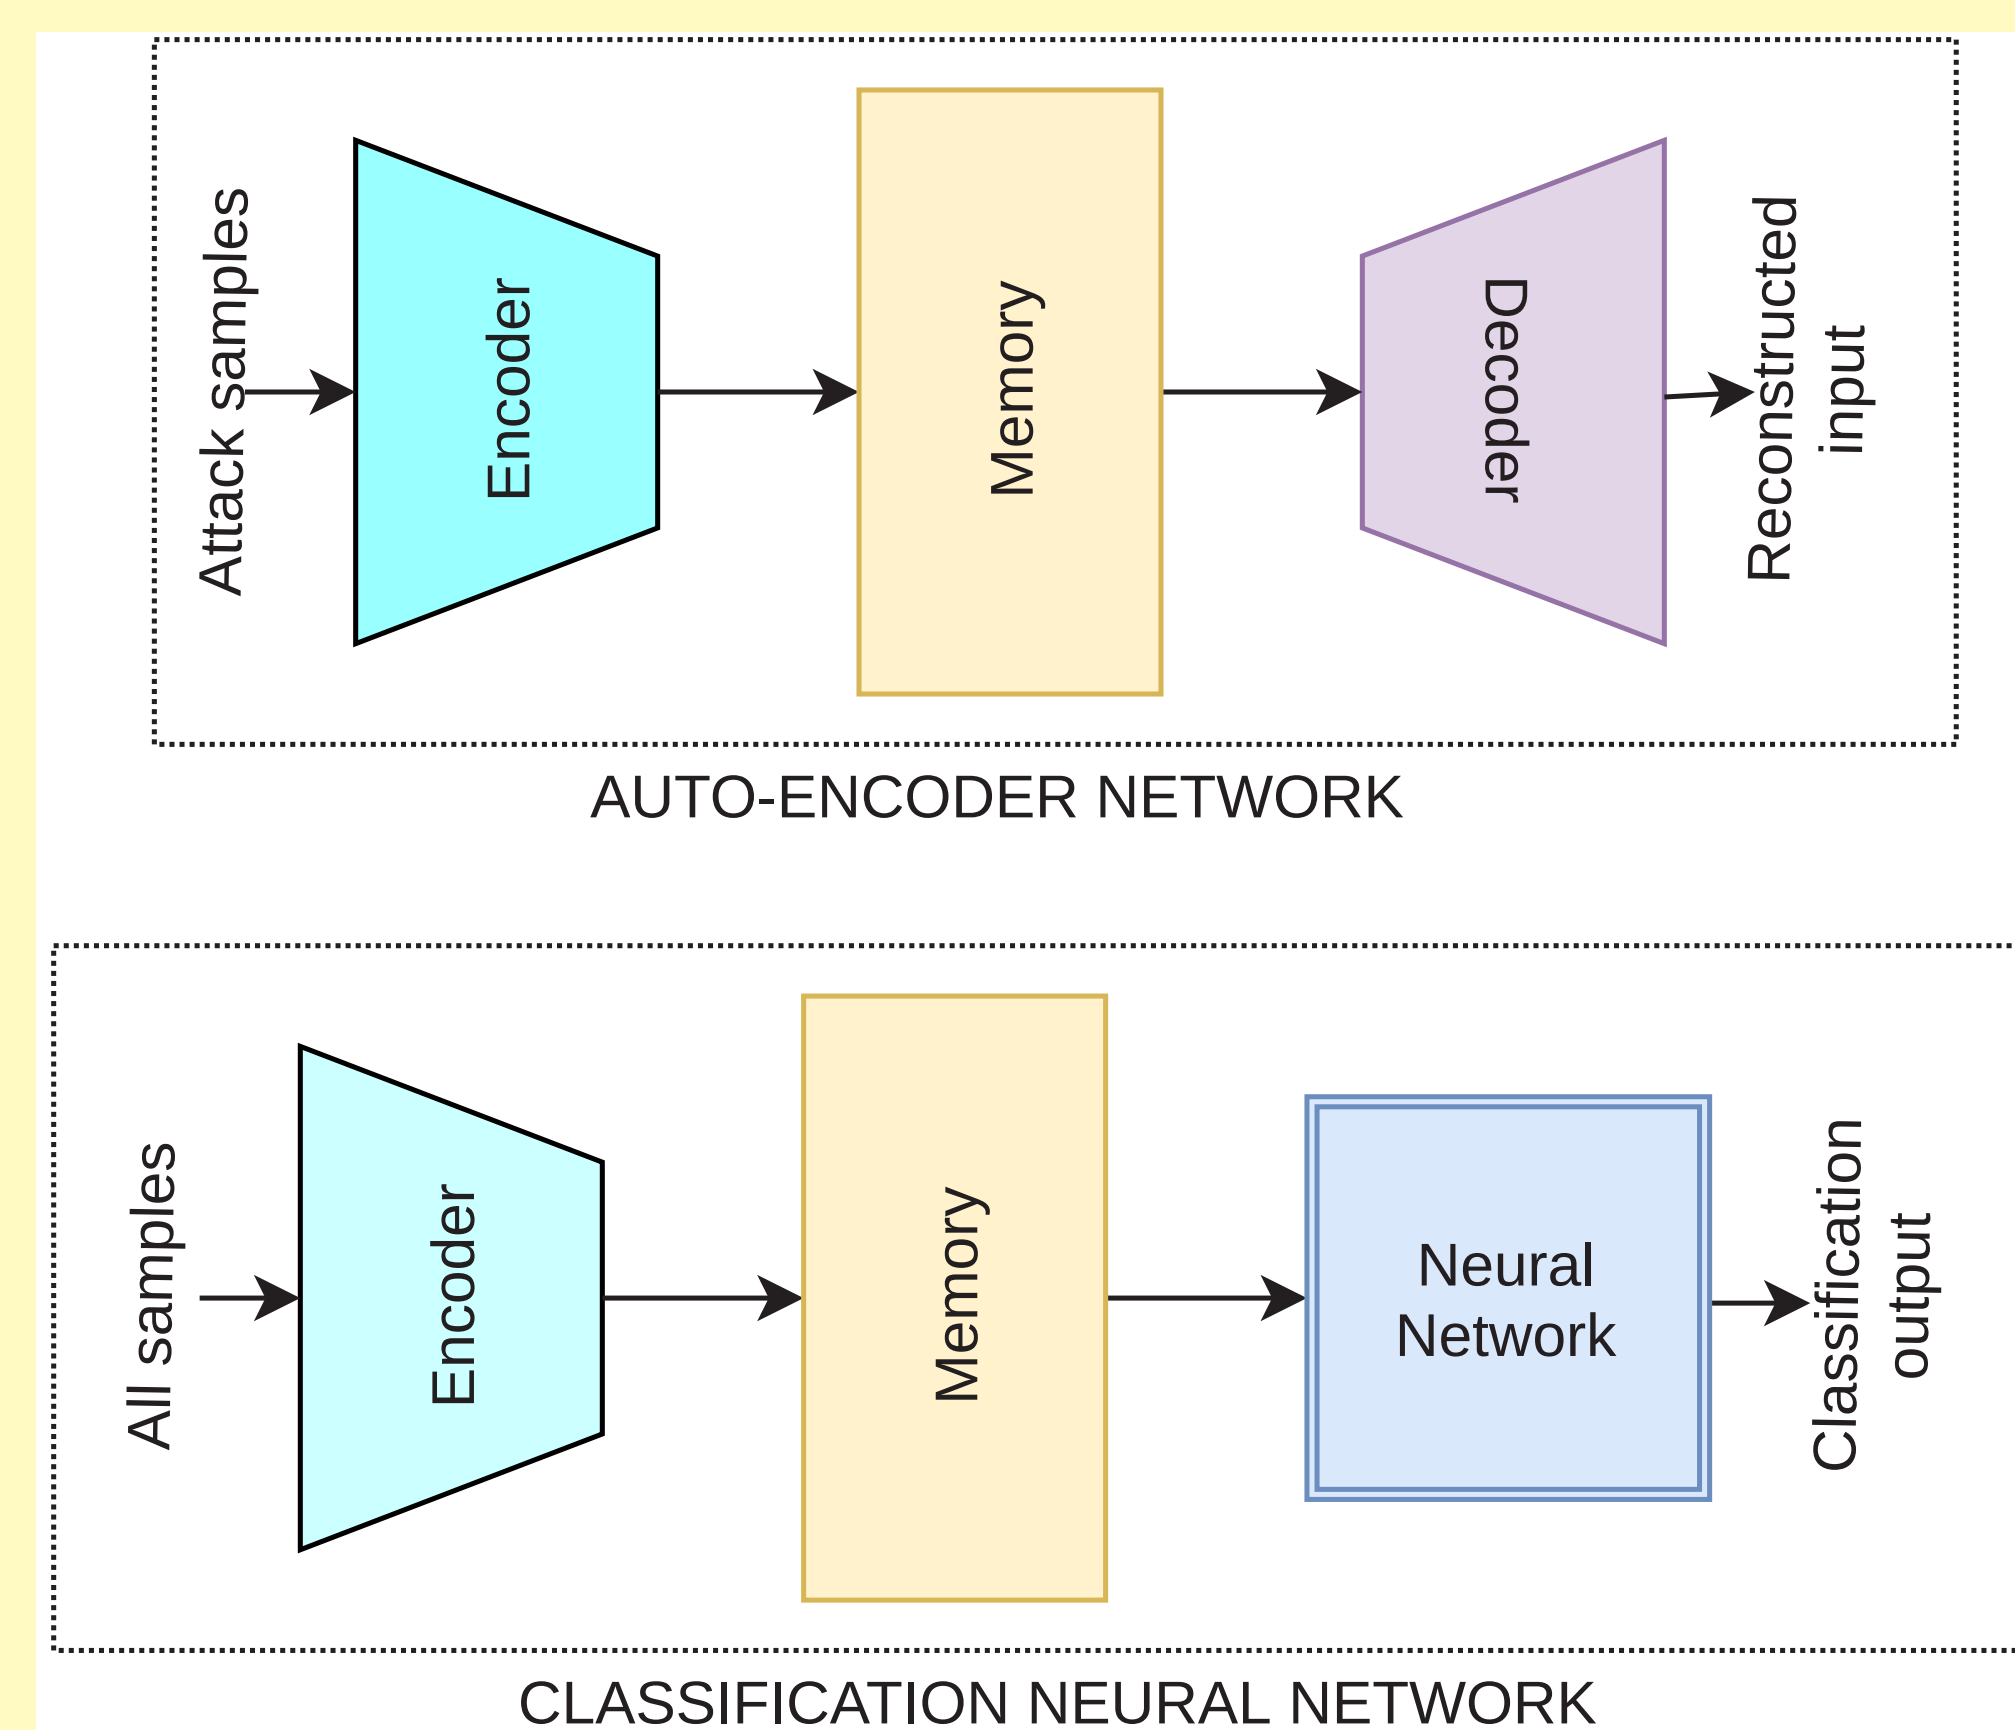 Attack samples
Encoder
Memory
Decoder
Reconstructed
input
AUTO-ENCODER NETWORK
All samples
Encoder
Memory
Neural
Network
Classification
output
CLASSIFICATION NEURAL NETWORK